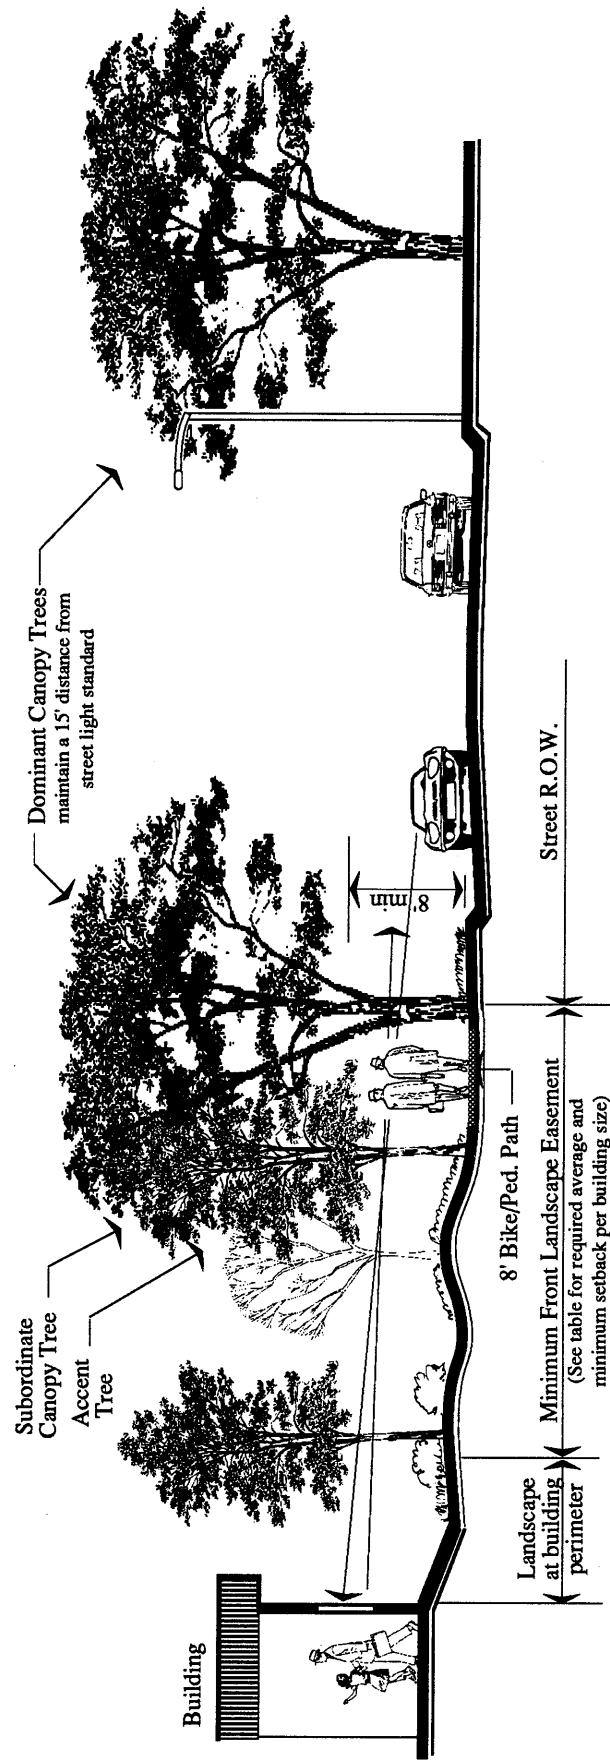 Building
Subordinate
Canopy Tree
Accent
Tree
Dominant Canopy Trees
maintain a 15' distance from
street light standard
8' min
8' Bike/Ped. Path
Landscape
at building
perimeter
Minimum Front Landscape Easement
(See table for required average and
minimum setback per building size)
Street R.O.W.